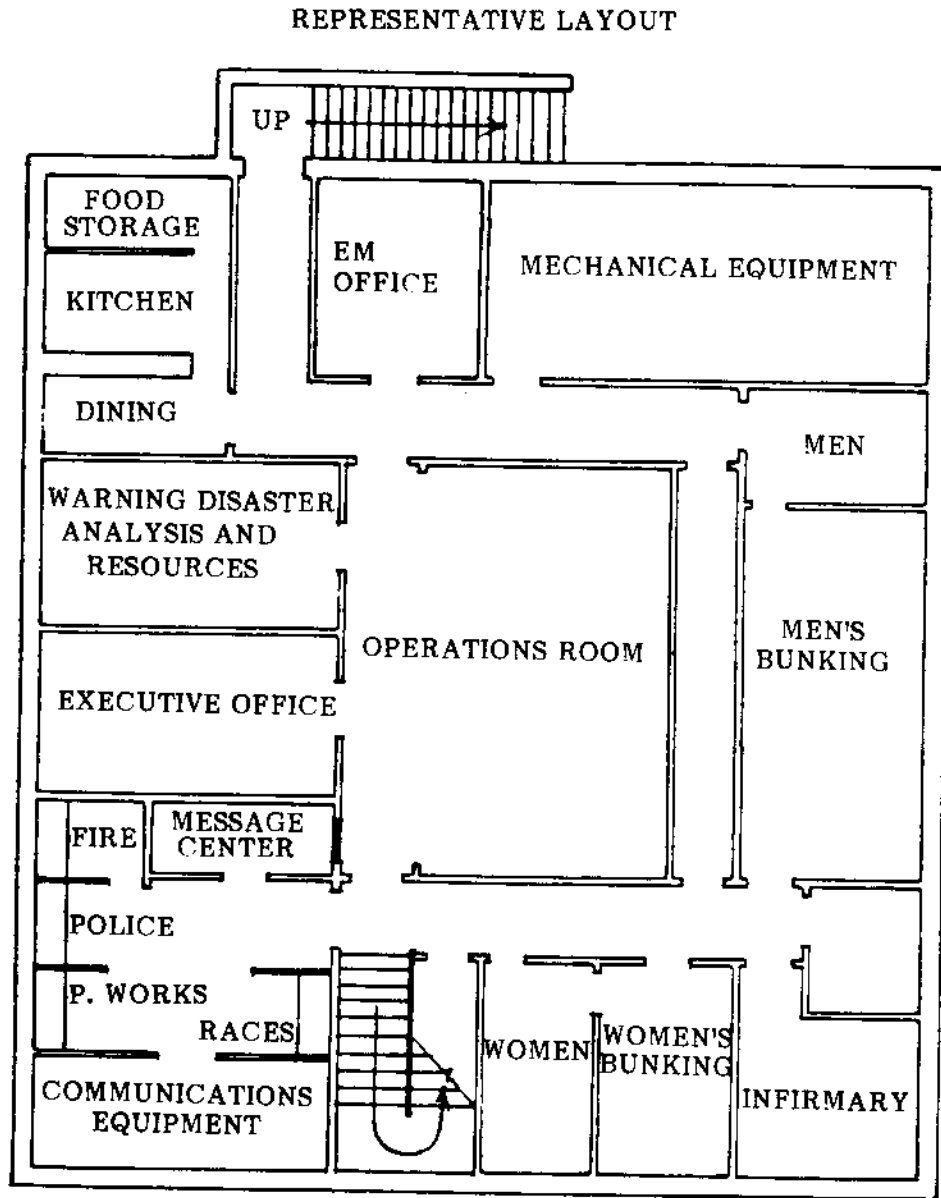 REPRESENTATIVE LAYOUT
UP
FOOD
STORAGE
KITCHEN
DINING
EM
OFFICE
MECHANICAL EQUIPMENT
MEN
WARNING DISASTER
ANALYSIS AND
RESOURCES
EXECUTIVE OFFICE
OPERATIONS ROOM
MEN'S
BUNKING
FIRE
MESSAGE
CENTER
POLICE
P. WORKS
RACES
COMMUNICATIONS
EQUIPMENT
WOMEN
WOMEN'S
BUNKING
INFIRMARY